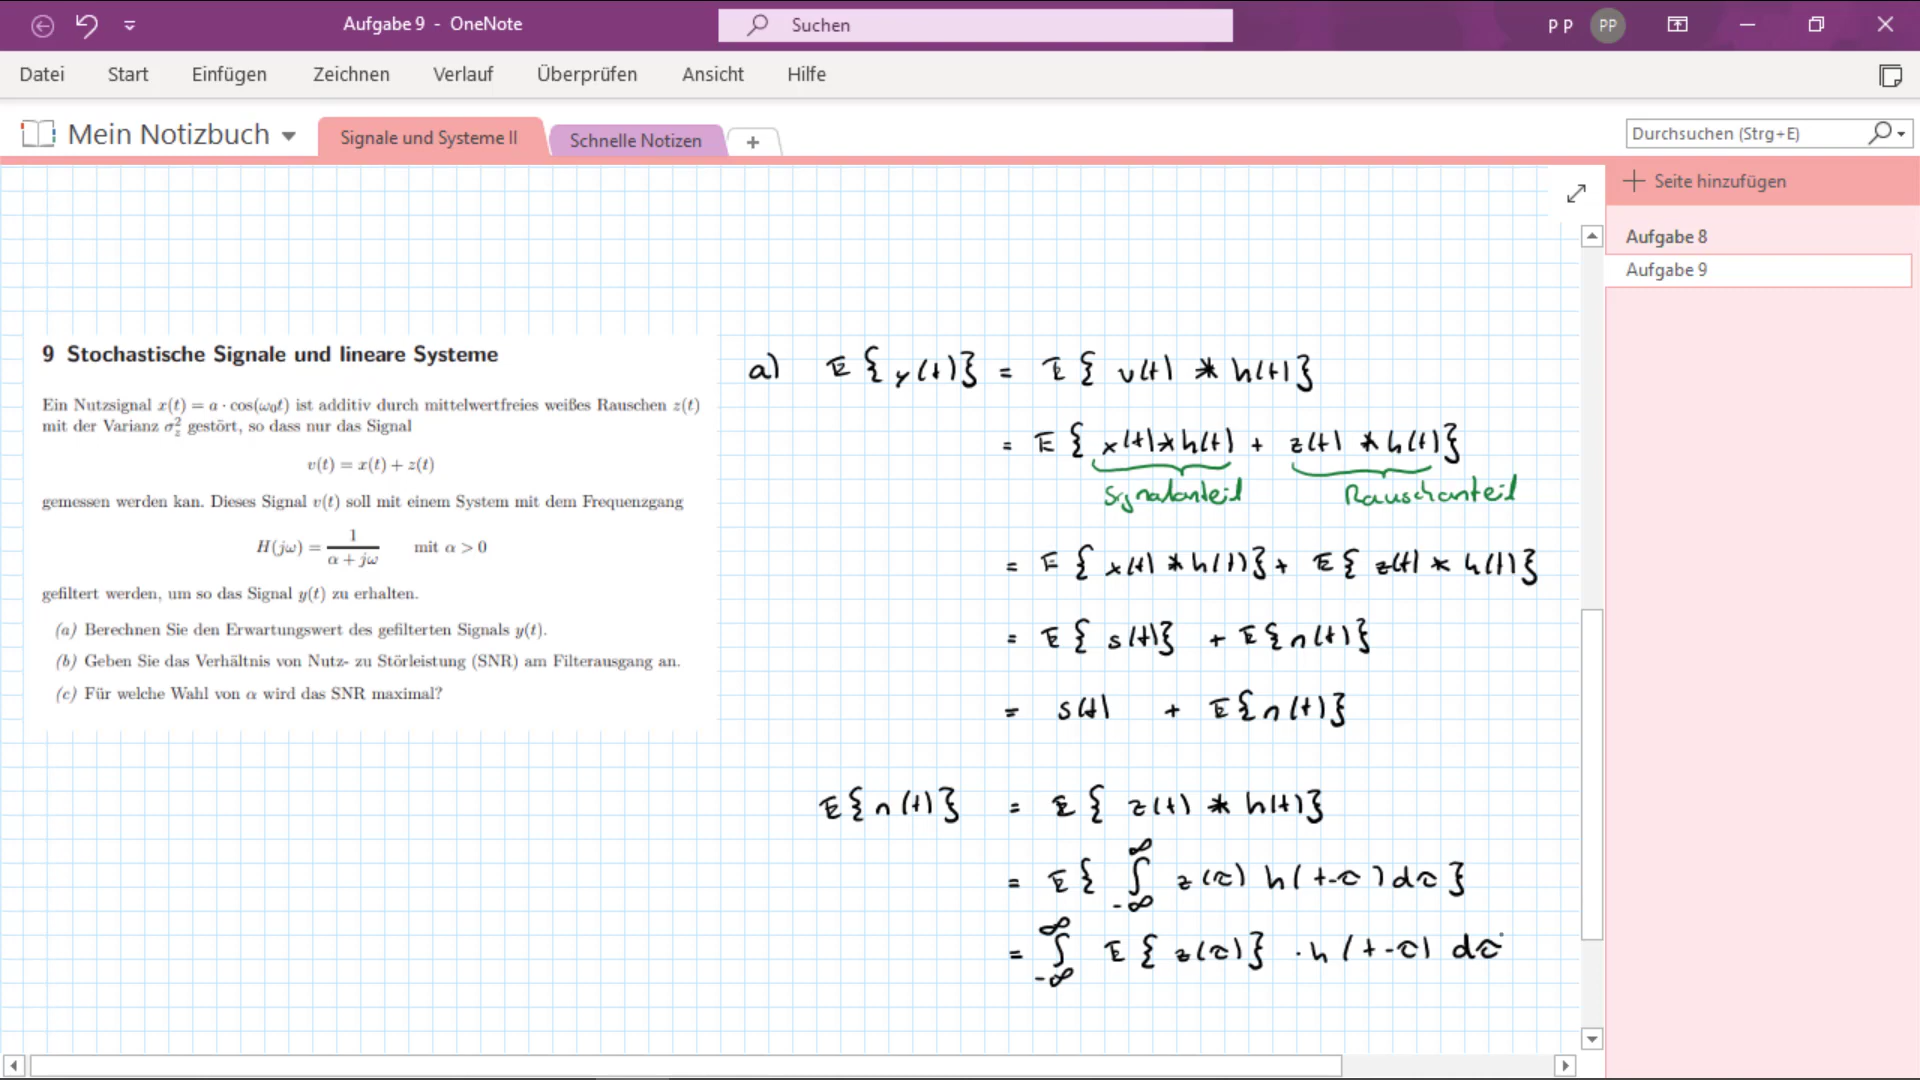 Aufgabe 9 - OneNote
Suchen
P P
PP
Datei Start Einfügen Zeichnen Verlauf Überprüfen Ansicht Hilfe
Mein Notizbuch
Signale und Systeme II
Schnelle Notizen
+
Durchsuchen (Strg+E)
Seite hinzufügen
Aufgabe 8
Aufgabe 9
9 Stochastische Signale und lineare Systeme
Ein Nutzsignal x(t) = a · cos(ω₀t) ist additiv durch mittelwertfreies weißes Rauschen z(t)
mit der Varianz σ_z² gestört, so dass nur das Signal
v(t) = x(t) + z(t)
gemessen werden kan. Dieses Signal v(t) soll mit einem System mit dem Frequenzgang
H(jω) = 1 / (α + jω) mit α > 0
gefiltert werden, um so das Signal y(t) zu erhalten.
(a) Berechnen Sie den Erwartungswert des gefilterten Signals y(t).
(b) Geben Sie das Verhältnis von Nutz- zu Störleistung (SNR) am Filterausgang an.
(c) Für welche Wahl von α wird das SNR maximal?
a) E{y(t)} = E{ v(t) * h(t)}
= E{ x(t)*h(t) + z(t) * h(t)}
Signalanteil Rauschanteil
= E{ x(t) * h(t)} + E{ z(t) * h(t)}
= E{ s(t)} + E{n(t)}
= s(t) + E{n(t)}
E{n(t)} = E{ z(t) * h(t)}
= E{ ∫_{-∞}^{∞} z(τ) h(t-τ) dτ }
= ∫_{-∞}^{∞} E{ z(τ)} · h(t-τ) dτ